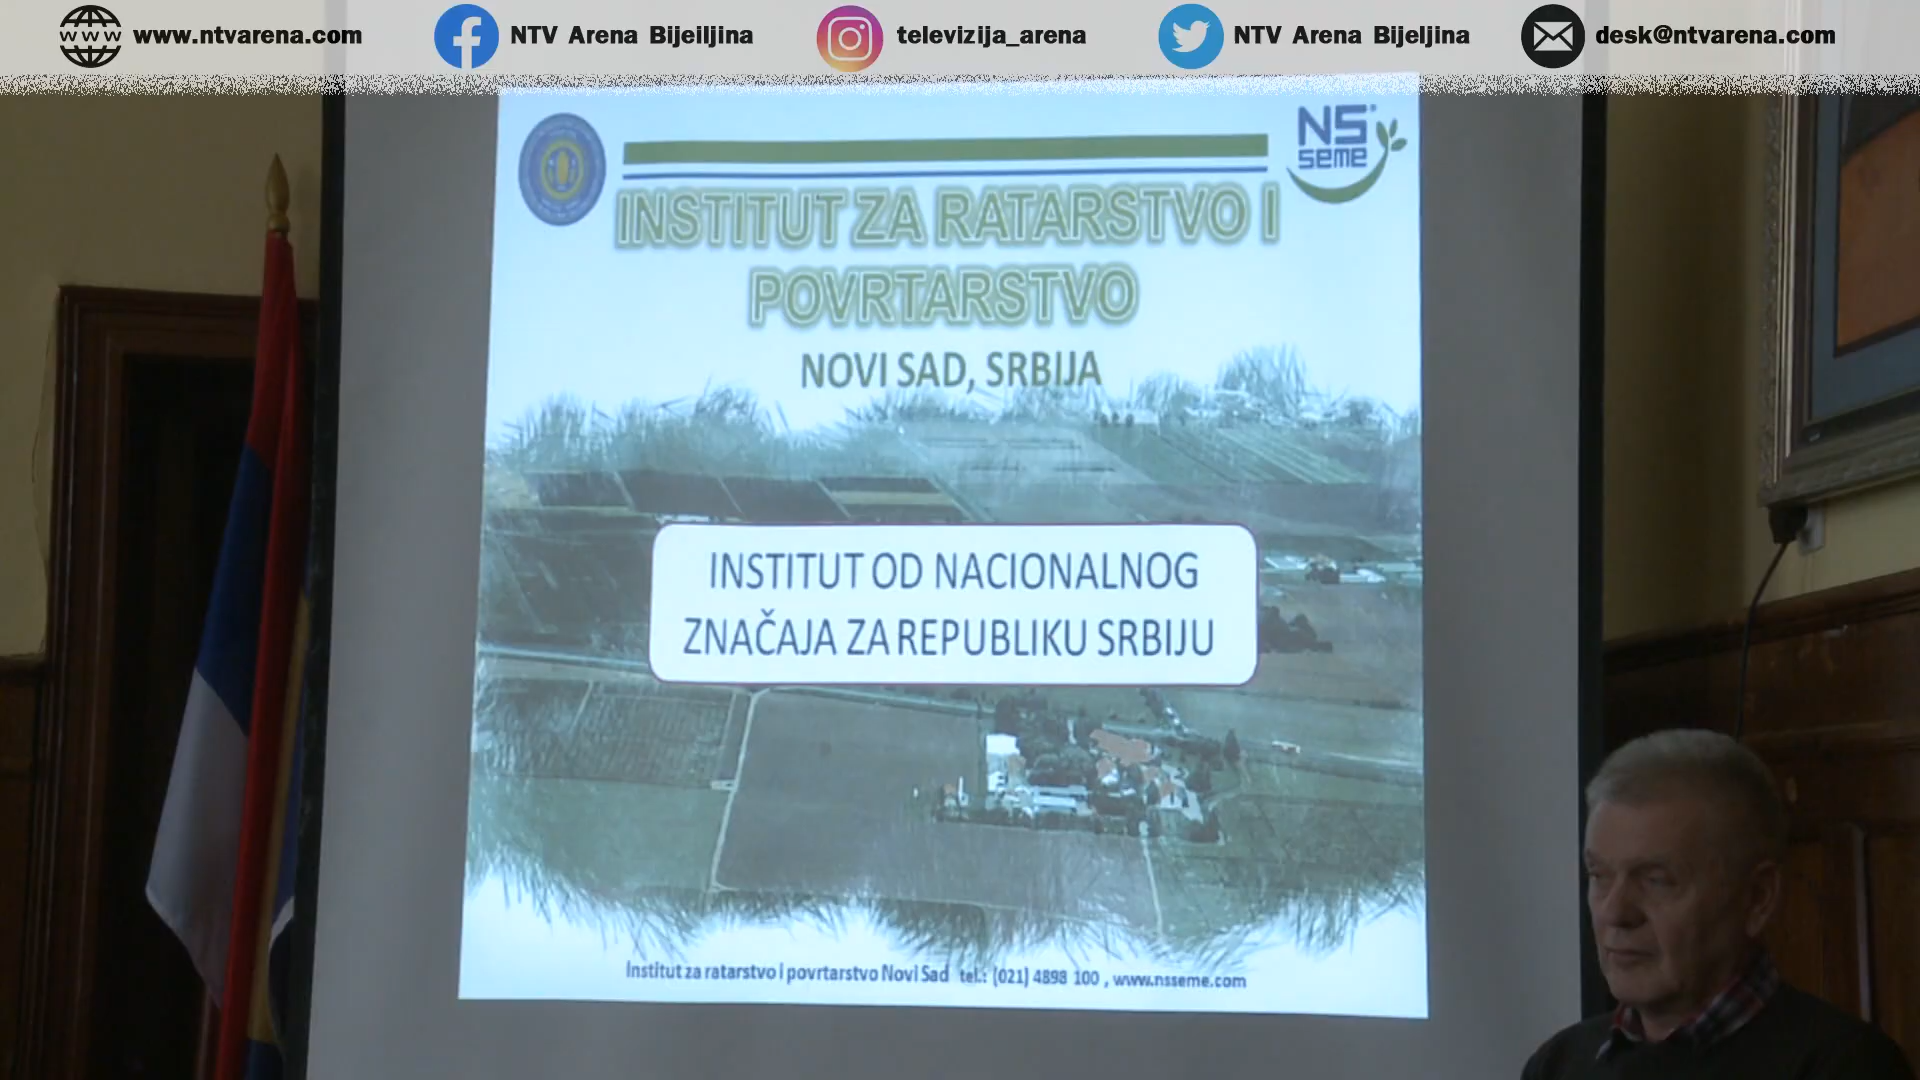 www.ntvarena.com
NTV Arena Bijeiljina
televizija_arena
NTV Arena Bijeljina
desk@ntvarena.com
NS
seme
INSTITUT ZA RATARSTVO I
POVRTARSTVO
NOVI SAD, SRBIJA
INSTITUT OD NACIONALNOG
ZNAČAJA ZA REPUBLIKU SRBIJU
Institut za ratarstvo i povrtarstvo Novi Sad tel.: (021) 4898 100 , www.nsseme.com